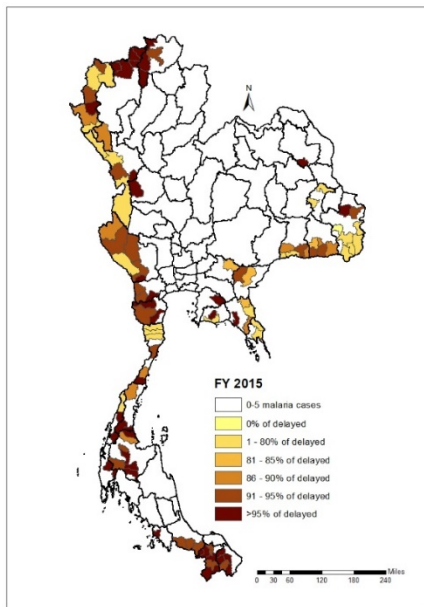 N
FY 2015
0-5 malaria cases
0% of delayed
1 - 80% of delayed
81 - 85% of delayed
86 - 90% of delayed
91 - 95% of delayed
>95% of delayed
Miles
0 30 60 120 180 240